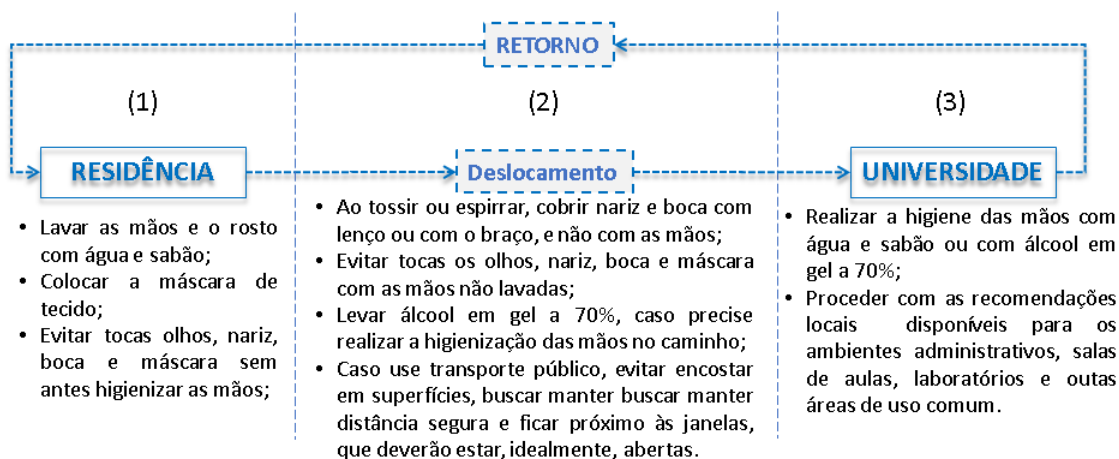 RETORNO
(1)
(2)
(3)
RESIDÊNCIA
Deslocamento
UNIVERSIDADE
• Lavar as mãos e o rosto
com água e sabão;
• Colocar a máscara de
tecido;
• Evitar tocas olhos, nariz,
boca e máscara sem
antes higienizar as mãos;
• Ao tossir ou espirrar, cobrir nariz e boca com
lenço ou com o braço, e não com as mãos;
• Evitar tocas os olhos, nariz, boca e máscara
com as mãos não lavadas;
• Levar álcool em gel a 70%, caso precise
realizar a higienização das mãos no caminho;
• Caso use transporte público, evitar encostar
em superfícies, buscar manter buscar manter
distância segura e ficar próximo às janelas,
que deverão estar, idealmente, abertas.
• Realizar a higiene das mãos com
água e sabão ou com álcool em
gel a 70%;
• Proceder com as recomendações
locais disponíveis para os
ambientes administrativos, salas
de aulas, laboratórios e outas
áreas de uso comum.